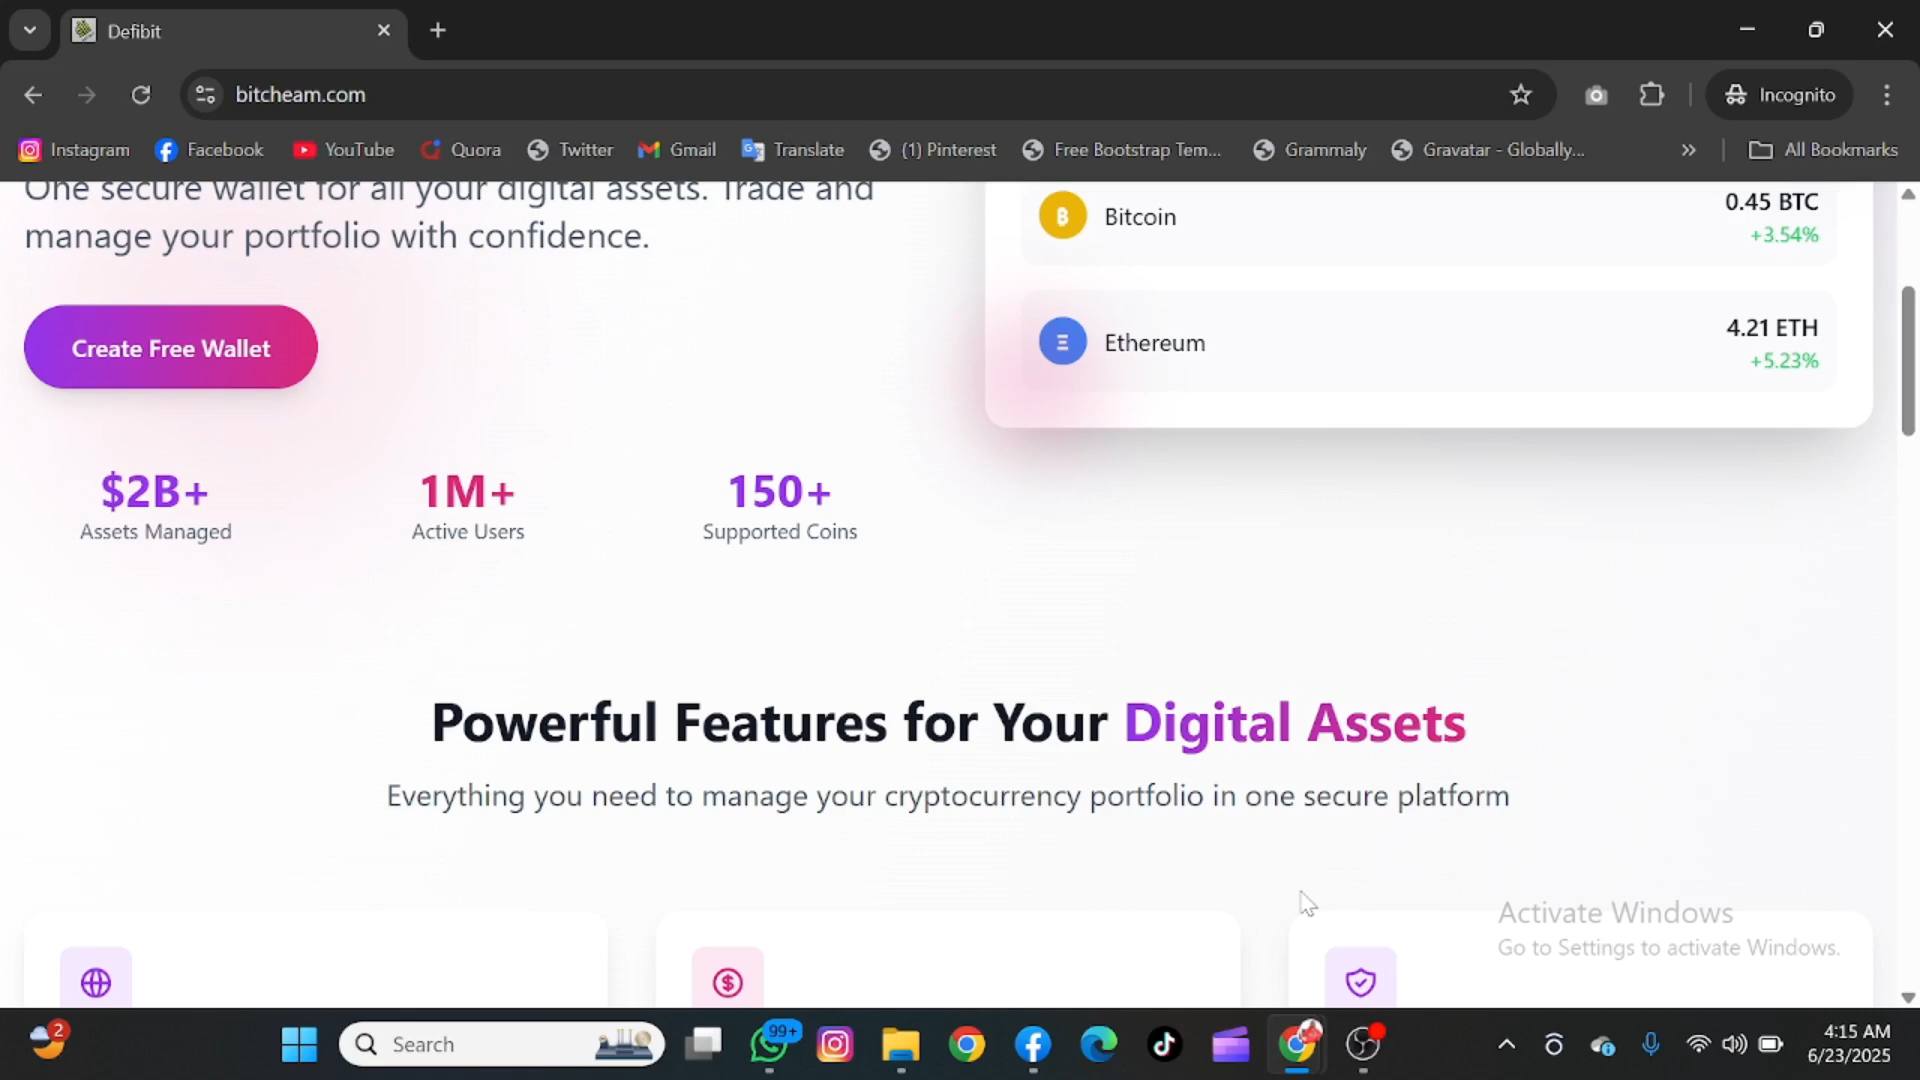 Defibit
bitcheam.com
Incognito
Instagram
Facebook
YouTube
Quora
Twitter
Gmail
Translate
(1) Pinterest
Free Bootstrap Tem...
Grammaly
Gravatar - Globally,...
All Bookmarks
One secure wallet for all your digital assets. Trade and
manage your portfolio with confidence.
Create Free Wallet
Bitcoin
0.45 BTC
+3.54%
Ethereum
4.21 ETH
+5.23%
$2B+
Assets Managed
1M+
Active Users
150+
Supported Coins
Powerful Features for Your Digital Assets
Everything you need to manage your cryptocurrency portfolio in one secure platform
Activate Windows
Go to Settings to activate Windows.
2
Search
99+
4:15 AM
6/23/2025